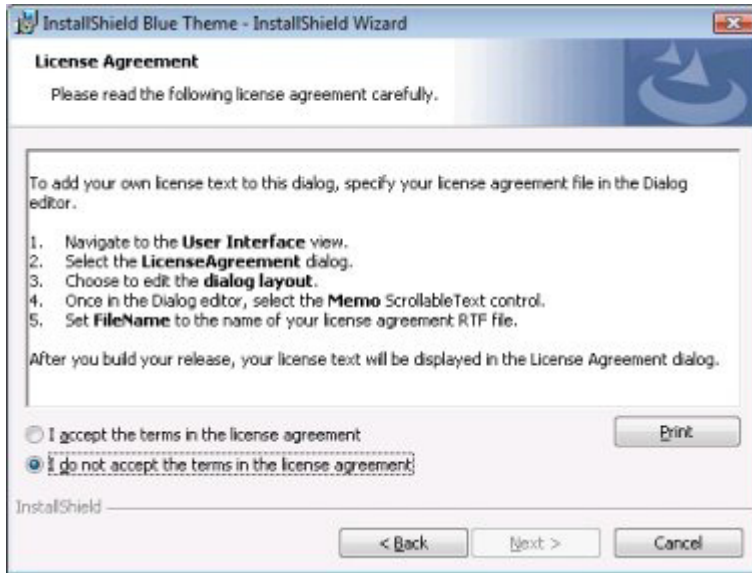 InstallShield Blue Theme - InstallShield Wizard
License Agreement
Please read the following license agreement carefully.
To add your own license text to this dialog, specify your license agreement file in the Dialog
editor.
1. Navigate to the User Interface view.
2. Select the LicenseAgreement dialog.
3. Choose to edit the dialog layout.
4. Once in the Dialog editor, select the Memo ScrollableText control.
5. Set FileName to the name of your license agreement RTF file.
After you build your release, your license text will be displayed in the License Agreement dialog.
I accept the terms in the license agreement
Print
I do not accept the terms in the license agreement
InstallShield
< Back Next > Cancel